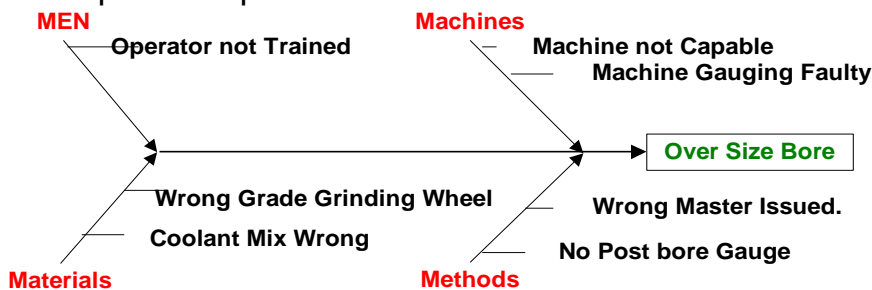 MEN
Machines
Operator not Trained
Machine not Capable
Machine Gauging Faulty
Over Size Bore
Wrong Grade Grinding Wheel
Wrong Master Issued.
Coolant Mix Wrong
No Post bore Gauge
Materials
Methods